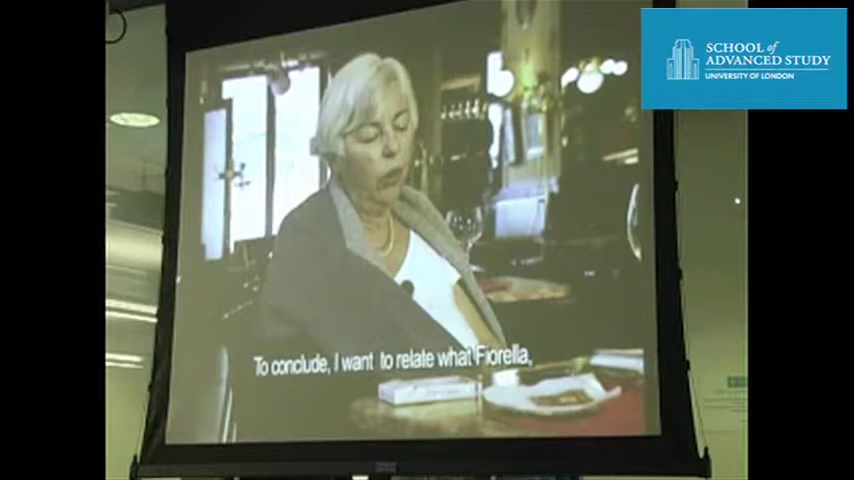 SCHOOL of
ADVANCED STUDY
UNIVERSITY OF LONDON
To conclude, I want to relate what Fiorella,